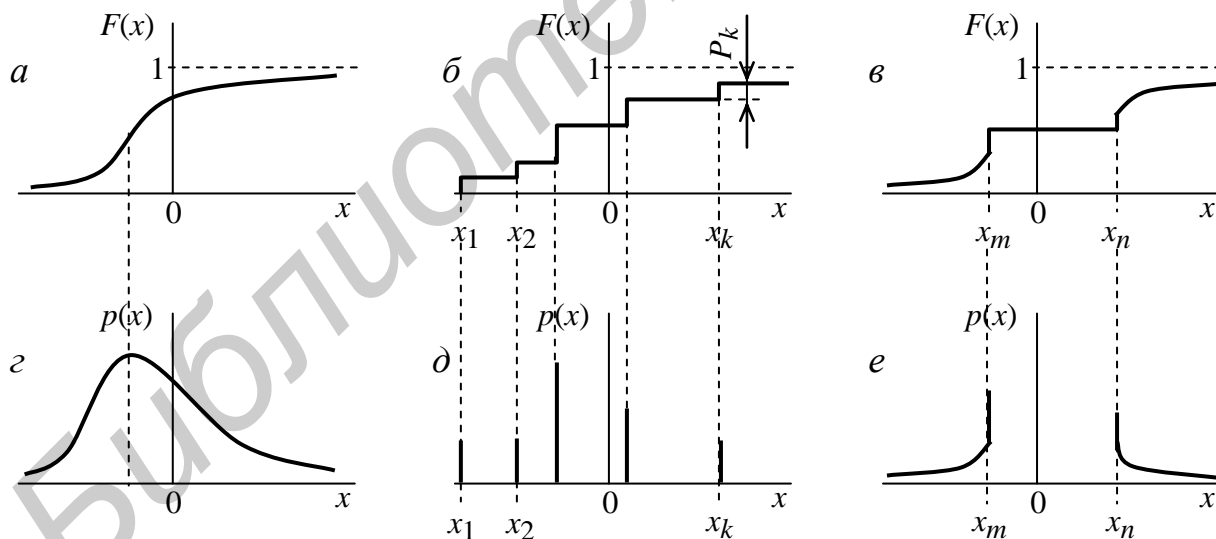 F(x) F(x) F(x)
а б в
1 1 P_k 1
0 x 0 x 0 x
x_1 x_2 x_k x_m x_n
p(x) p(x) p(x)
г д е
0 x 0 x 0 x
x_1 x_2 x_k x_m x_n
Библиоте